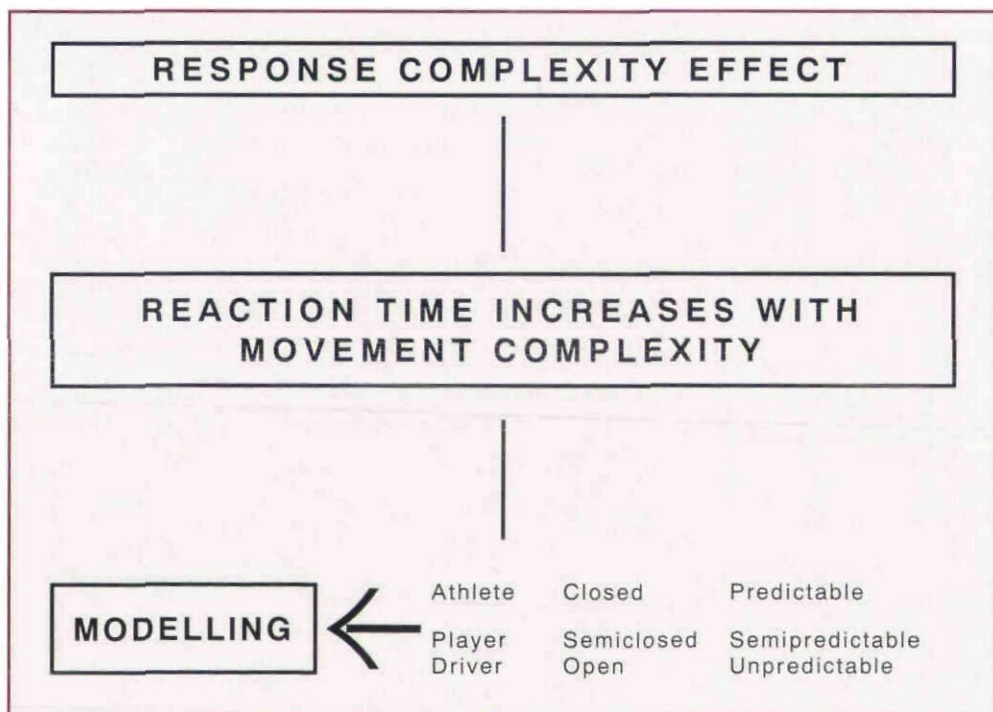 RESPONSE COMPLEXITY EFFECT
REACTION TIME INCREASES WITH
MOVEMENT COMPLEXITY
MODELLING
Athlete Closed Predictable
Player Semiclosed Semipredictable
Driver Open Unpredictable